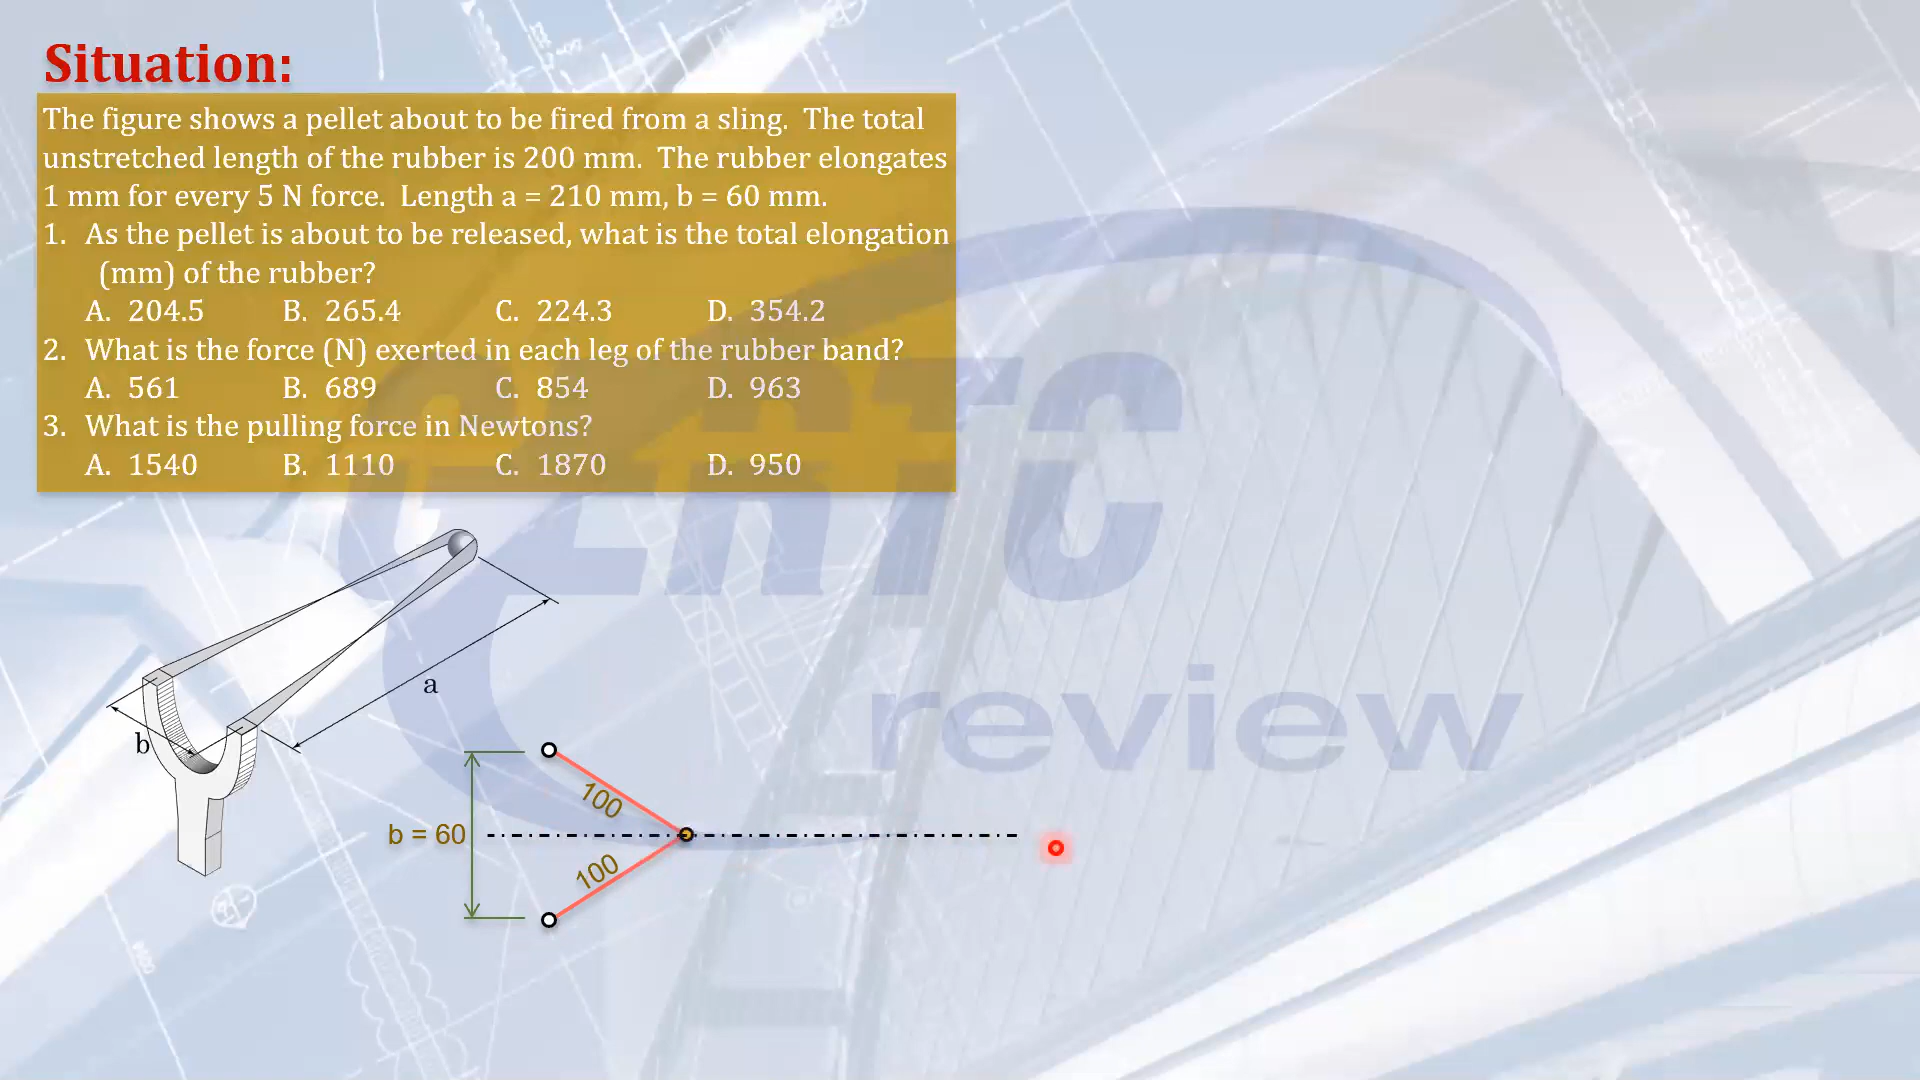 Situation:
The figure shows a pellet about to be fired from a sling. The total
unstretched length of the rubber is 200 mm. The rubber elongates
1 mm for every 5 N force. Length a = 210 mm, b = 60 mm.
1. As the pellet is about to be released, what is the total elongation
(mm) of the rubber?
A. 204.5 B. 265.4 C. 224.3 D. 354.2
2. What is the force (N) exerted in each leg of the rubber band?
A. 561 B. 689 C. 854 D. 963
3. What is the pulling force in Newtons?
A. 1540 B. 1110 C. 1870 D. 950
CERTC
review
a
b
100
b = 60
100